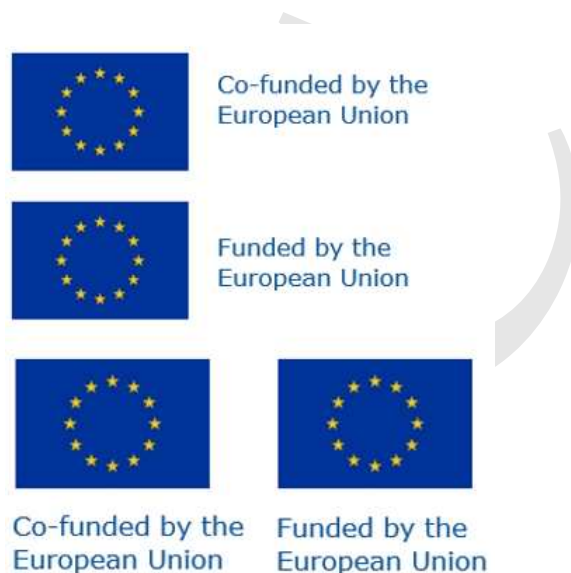 Co-funded by the
European Union
Funded by the
European Union
Co-funded by the
European Union
Funded by the
European Union